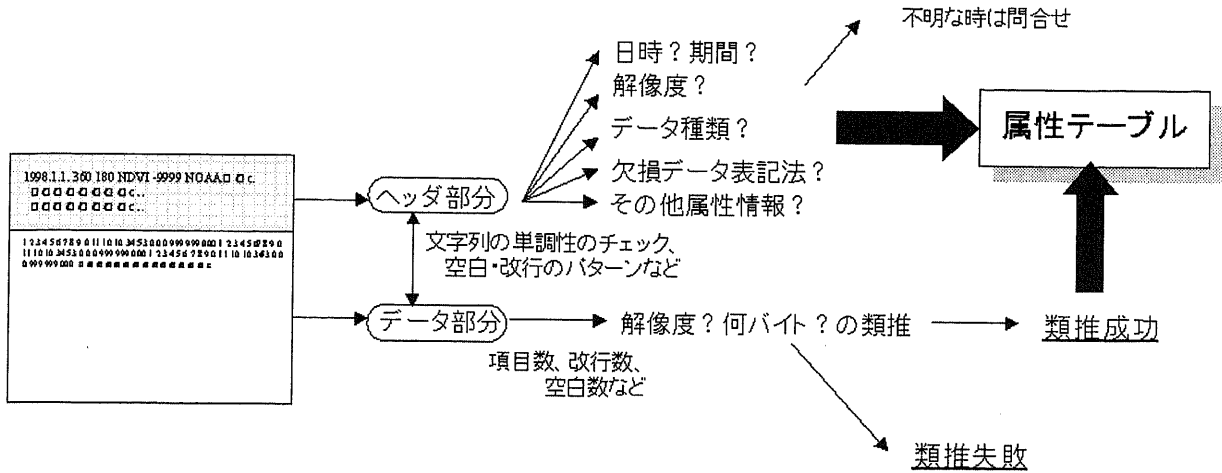 不明な時は問合せ
日時？期間？
解像度？
データ種類？
欠損データ表記法？
その他属性情報？
属性テーブル
1998.1.1. 360 180 NDVI -9999 NOAA
ヘッダ部分
文字列の単調性のチェック、
空白・改行のパターンなど
データ部分
項目数、改行数、
空白数など
解像度？何バイト？の類推
類推成功
類推失敗